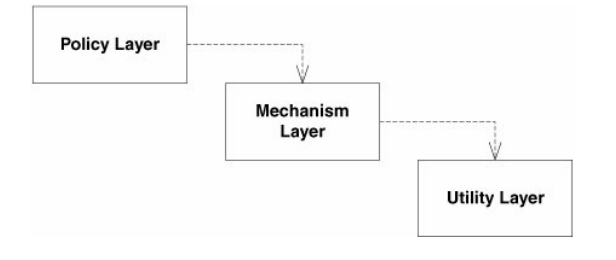 Policy Layer
Mechanism
Layer
Utility Layer